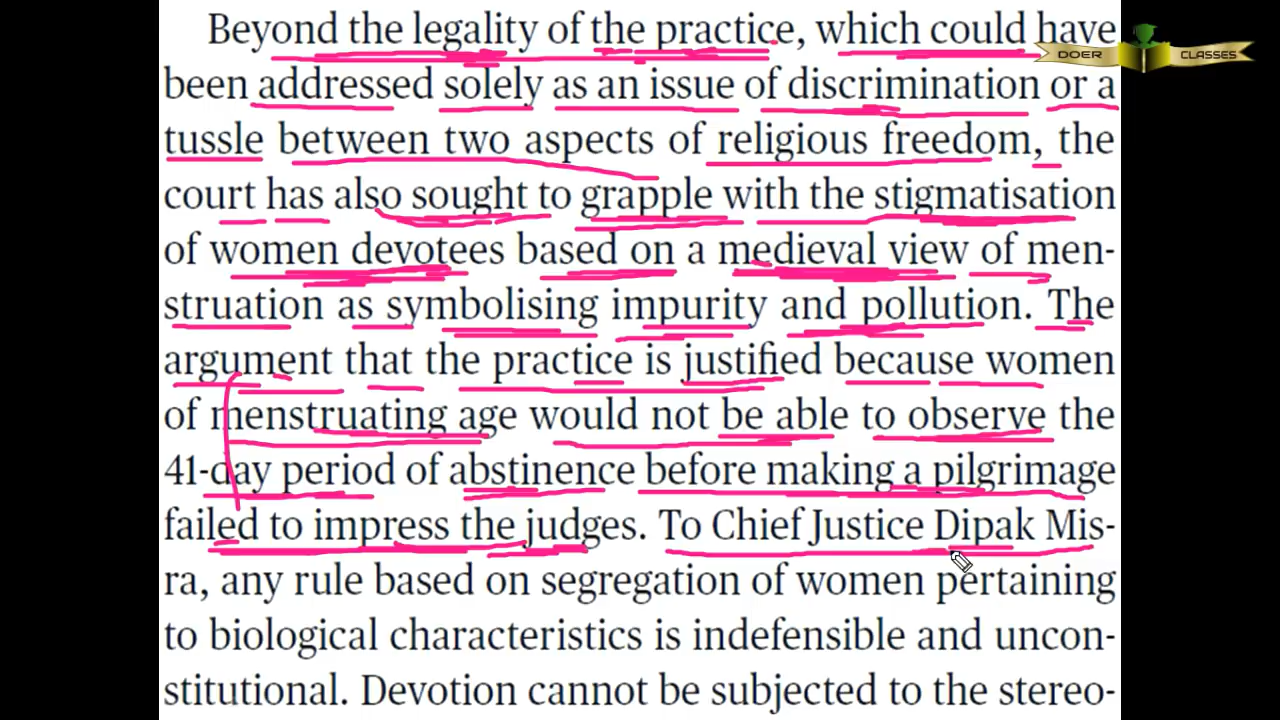 Beyond the legality of the practice, which could have
DOER CLASSES
been addressed solely as an issue of discrimination or a
tussle between two aspects of religious freedom, the
court has also sought to grapple with the stigmatisation
of women devotees based on a medieval view of men-
struation as symbolising impurity and pollution. The
argument that the practice is justified because women
of menstruating age would not be able to observe the
41-day period of abstinence before making a pilgrimage
failed to impress the judges. To Chief Justice Dipak Mis-
ra, any rule based on segregation of women pertaining
to biological characteristics is indefensible and uncon-
stitutional. Devotion cannot be subjected to the stereo-